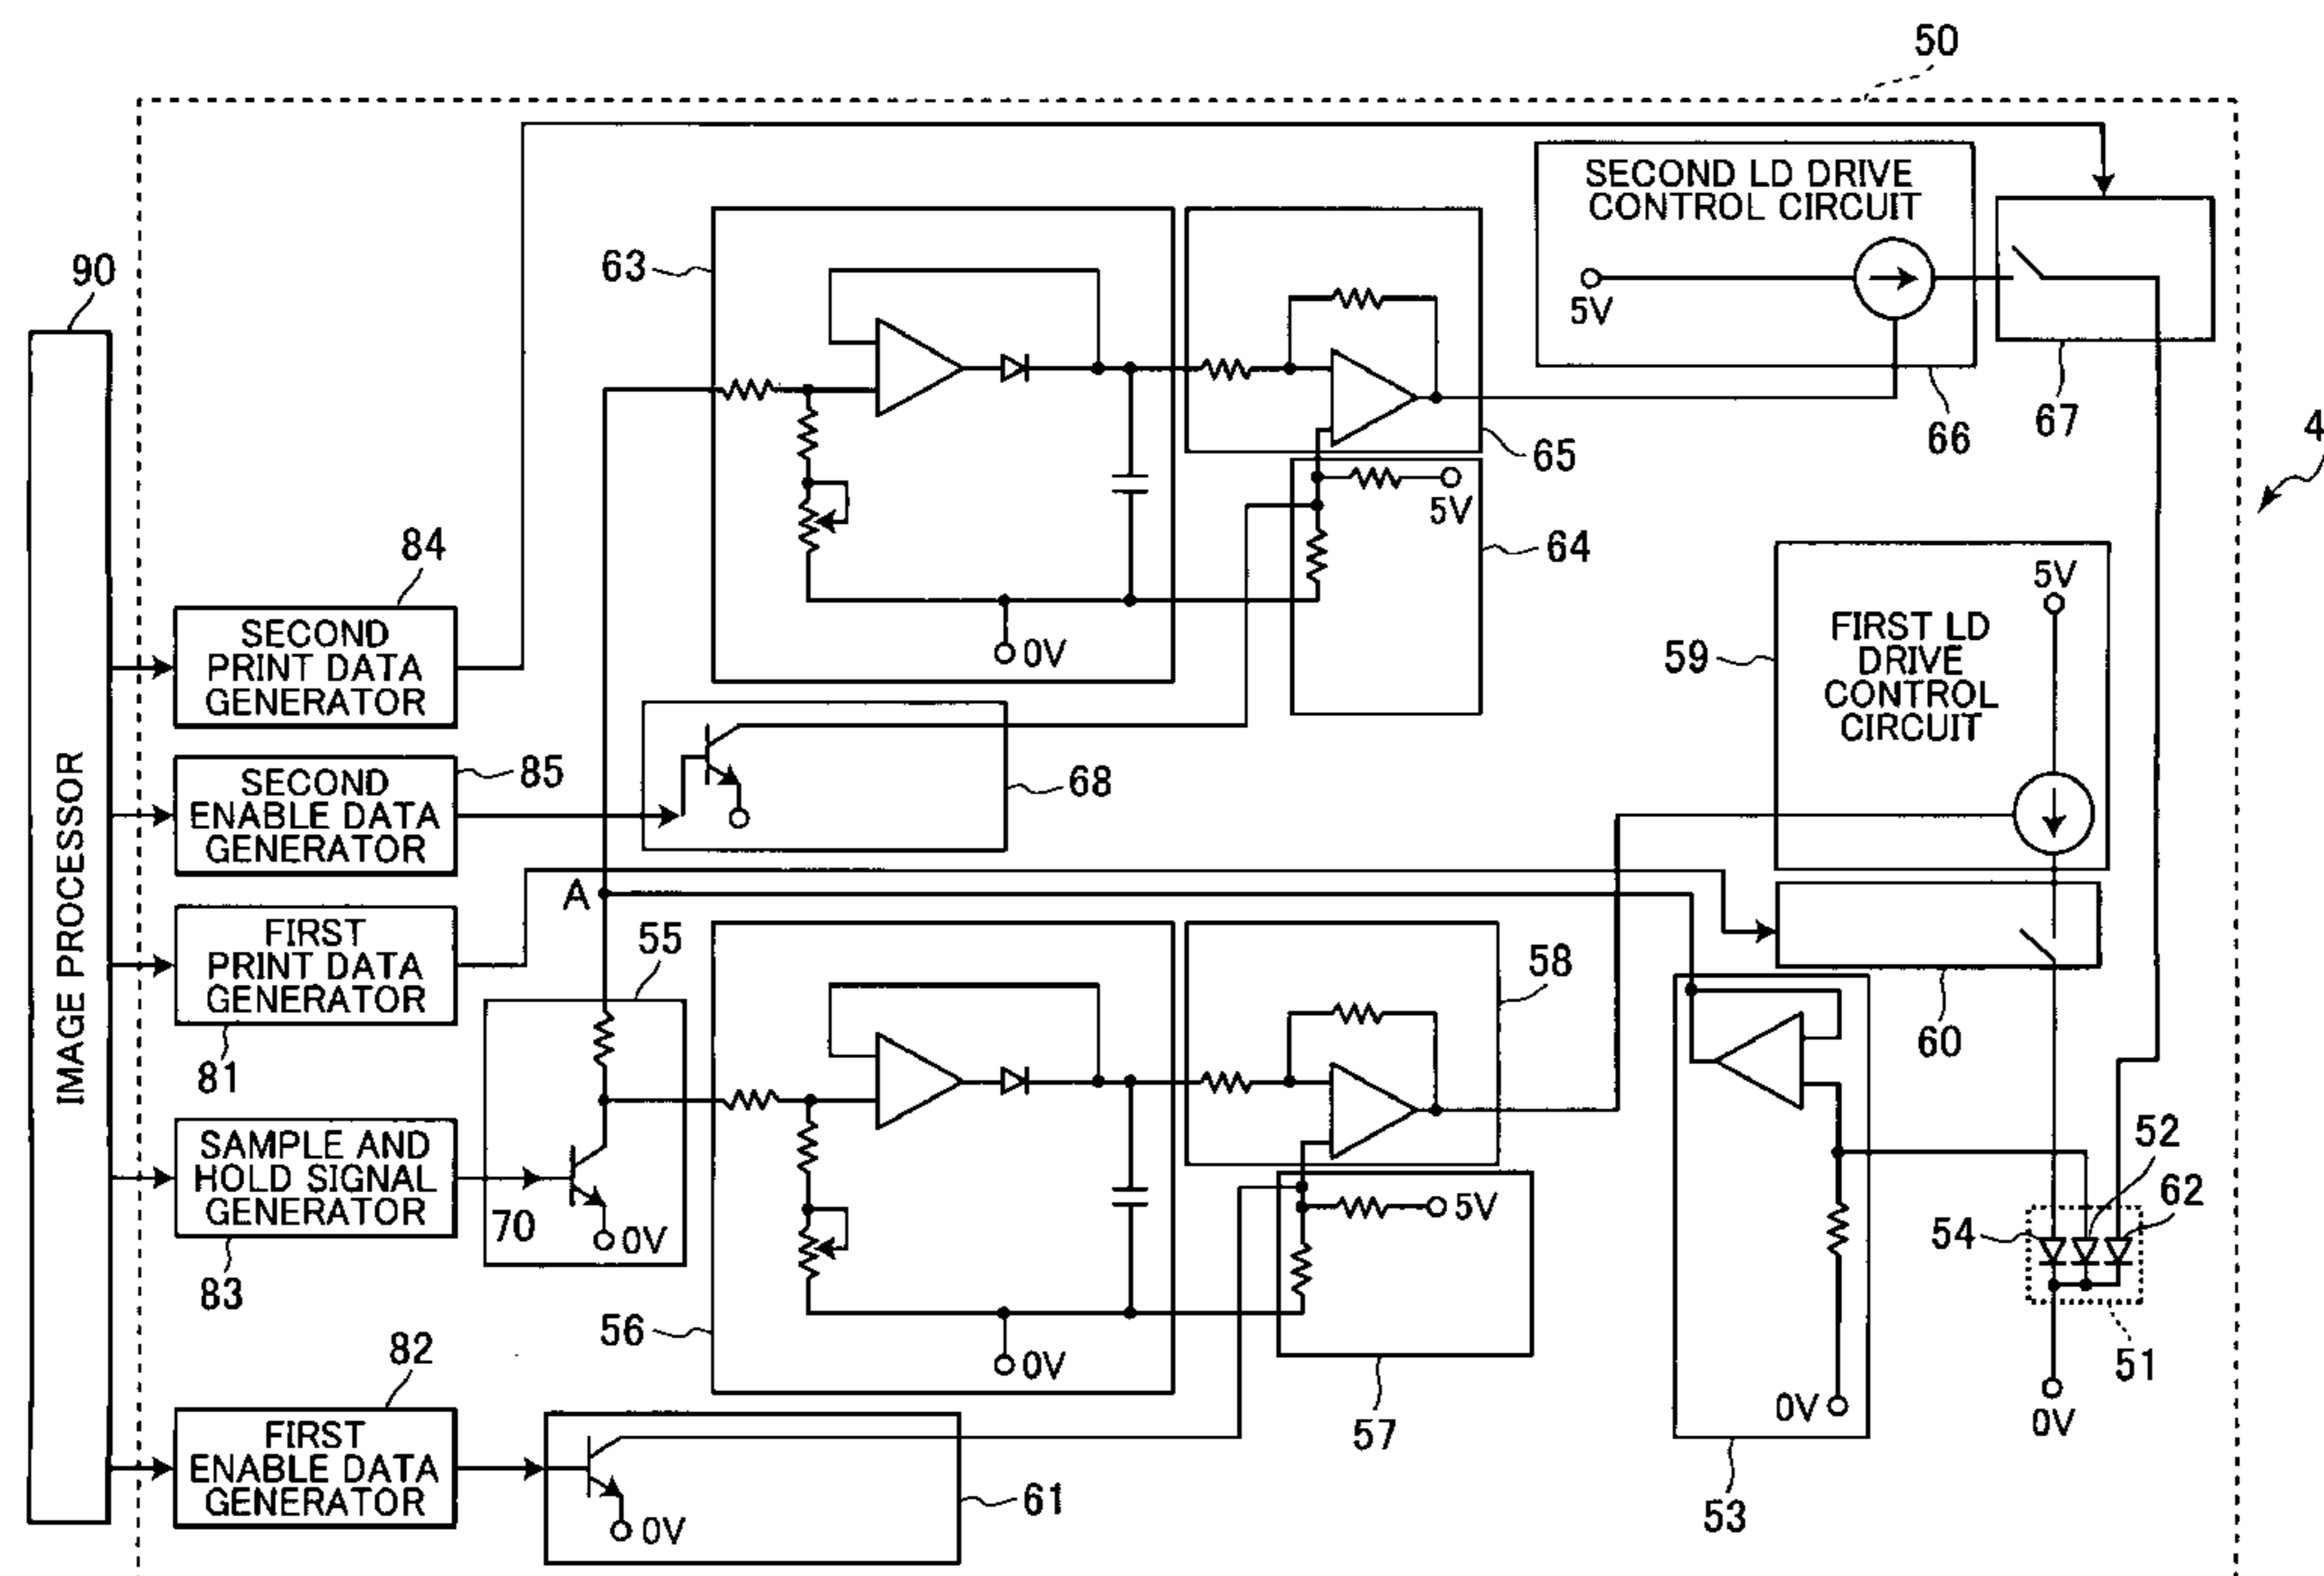 50
SECOND LD DRIVE
CONTROL CIRCUIT
5V
63
90
67
66
65
4
5V
84
64
5V
SECOND
PRINT DATA
GENERATOR
0V
FIRST LD
DRIVE
CONTROL
CIRCUIT
59
IMAGE PROCESSOR
SECOND
ENABLE DATA
GENERATOR
85
68
A
FIRST
PRINT DATA
GENERATOR
81
55
58
60
SAMPLE AND
HOLD SIGNAL
GENERATOR
83
70
0V
5V
52
62
54
56
0V
57
0V
51
0V
82
FIRST
ENABLE DATA
GENERATOR
0V
61
53